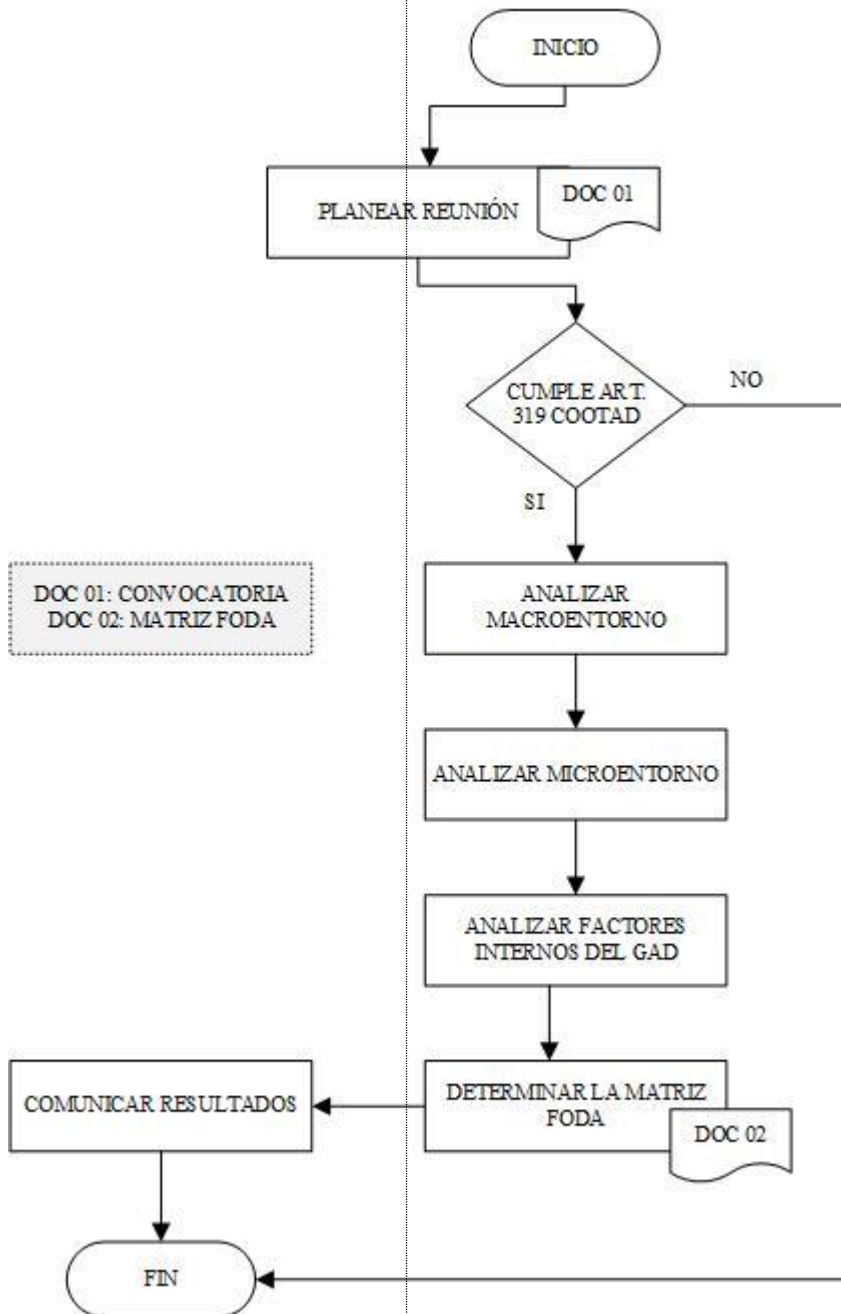 INICIO
PLANEAR REUNIÓN
DOC 01
CUMPLE ART.
319 COOTAD
NO
SI
DOC 01: CONVOCATORIA
DOC 02: MATRIZ FODA
ANALIZAR
MACROENTORNO
ANALIZAR MICROENTORNO
ANALIZAR FACTORES
INTERNOS DEL GAD
COMUNICAR RESULTADOS
DETERMINAR LA MATRIZ
FODA
DOC 02
FIN